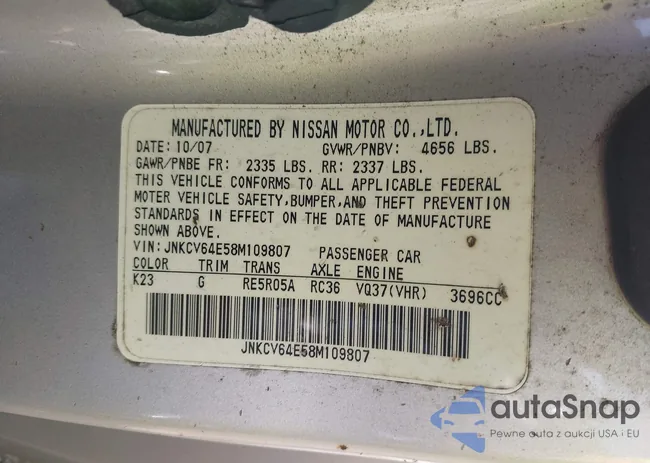 MANUFACTURED BY NISSAN MOTOR CO.,LTD.
DATE: 10/07 GVWR/PNBV: 4656 LBS.
GAWR/PNBE FR: 2335 LBS. RR: 2337 LBS.
THIS VEHICLE CONFORMS TO ALL APPLICABLE FEDERAL
MOTOR VEHICLE SAFETY,BUMPER,AND THEFT PREVENTION
STANDARDS IN EFFECT ON THE DATE OF MANUFACTURE
SHOWN ABOVE.
VIN: JNKCV64E58M109807 PASSENGER CAR
COLOR TRIM TRANS AXLE ENGINE
K23 G RE5R05A RC36 VQ37(VHR) 3696CC
JNKCV64E58M109807
autaSnap
Pewne auta z aukcji USA i EU